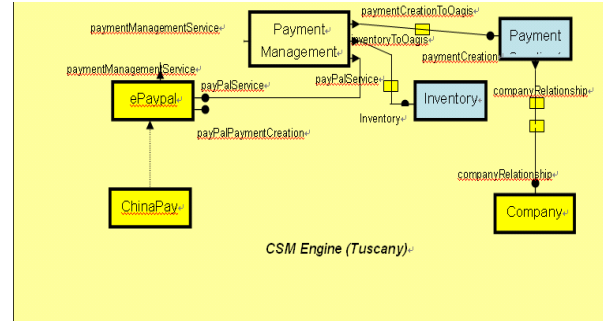 paymentCreationToOagis
paymentManagementService
Payment
Management
Payment
inventoryToOagis
paymentCreation
paymentManagementService
payPalService
payPalService
ePaypal
Inventory
companyRelationship
payPalPaymentCreation
Inventory
companyRelationship
ChinaPay
Company
CSM Engine (Tuscany)